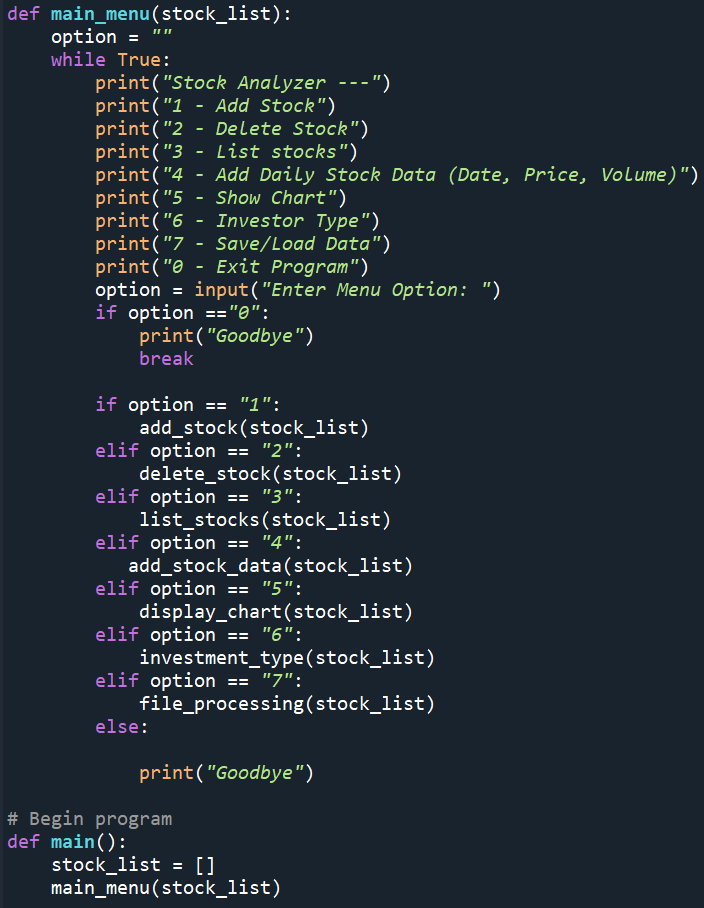 def main_menu(stock_list):
    option = ""
    while True:
        print("Stock Analyzer ---")
        print("1 - Add Stock")
        print("2 - Delete Stock")
        print("3 - List stocks")
        print("4 - Add Daily Stock Data (Date, Price, Volume)")
        print("5 - Show Chart")
        print("6 - Investor Type")
        print("7 - Save/Load Data")
        print("0 - Exit Program")
        option = input("Enter Menu Option: ")
        if option =="0":
            print("Goodbye")
            break

        if option == "1":
            add_stock(stock_list)
        elif option == "2":
            delete_stock(stock_list)
        elif option == "3":
            list_stocks(stock_list)
        elif option == "4":
           add_stock_data(stock_list)
        elif option == "5":
            display_chart(stock_list)
        elif option == "6":
            investment_type(stock_list)
        elif option == "7":
            file_processing(stock_list)
        else:

            print("Goodbye")

# Begin program
def main():
    stock_list = []
    main_menu(stock_list)